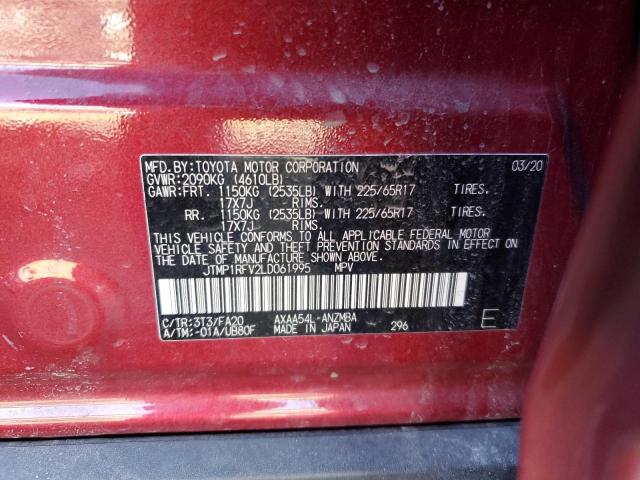 MFD.BY:TOYOTA MOTOR CORPORATION 03/20
GVWR:2090KG (4610LB)
GAWR:FRT. 1150KG (2535LB) WITH 225/65R17 TIRES.
17X7J RIMS.
RR. 1150KG (2535LB) WITH 225/65R17 TIRES.
17X7J RIMS.
THIS VEHICLE CONFORMS TO ALL APPLICABLE FEDERAL MOTOR
VEHICLE SAFETY AND THEFT PREVENTION STANDARDS IN EFFECT ON
THE DATE OF MANUFACTURE SHOWN ABOVE.
JTMP1RFV2LD061995 MPV
C/TR:3T3/FA20 AXAA54L-ANZMBA
A/TM:-01A/UB80F MADE IN JAPAN 296 E